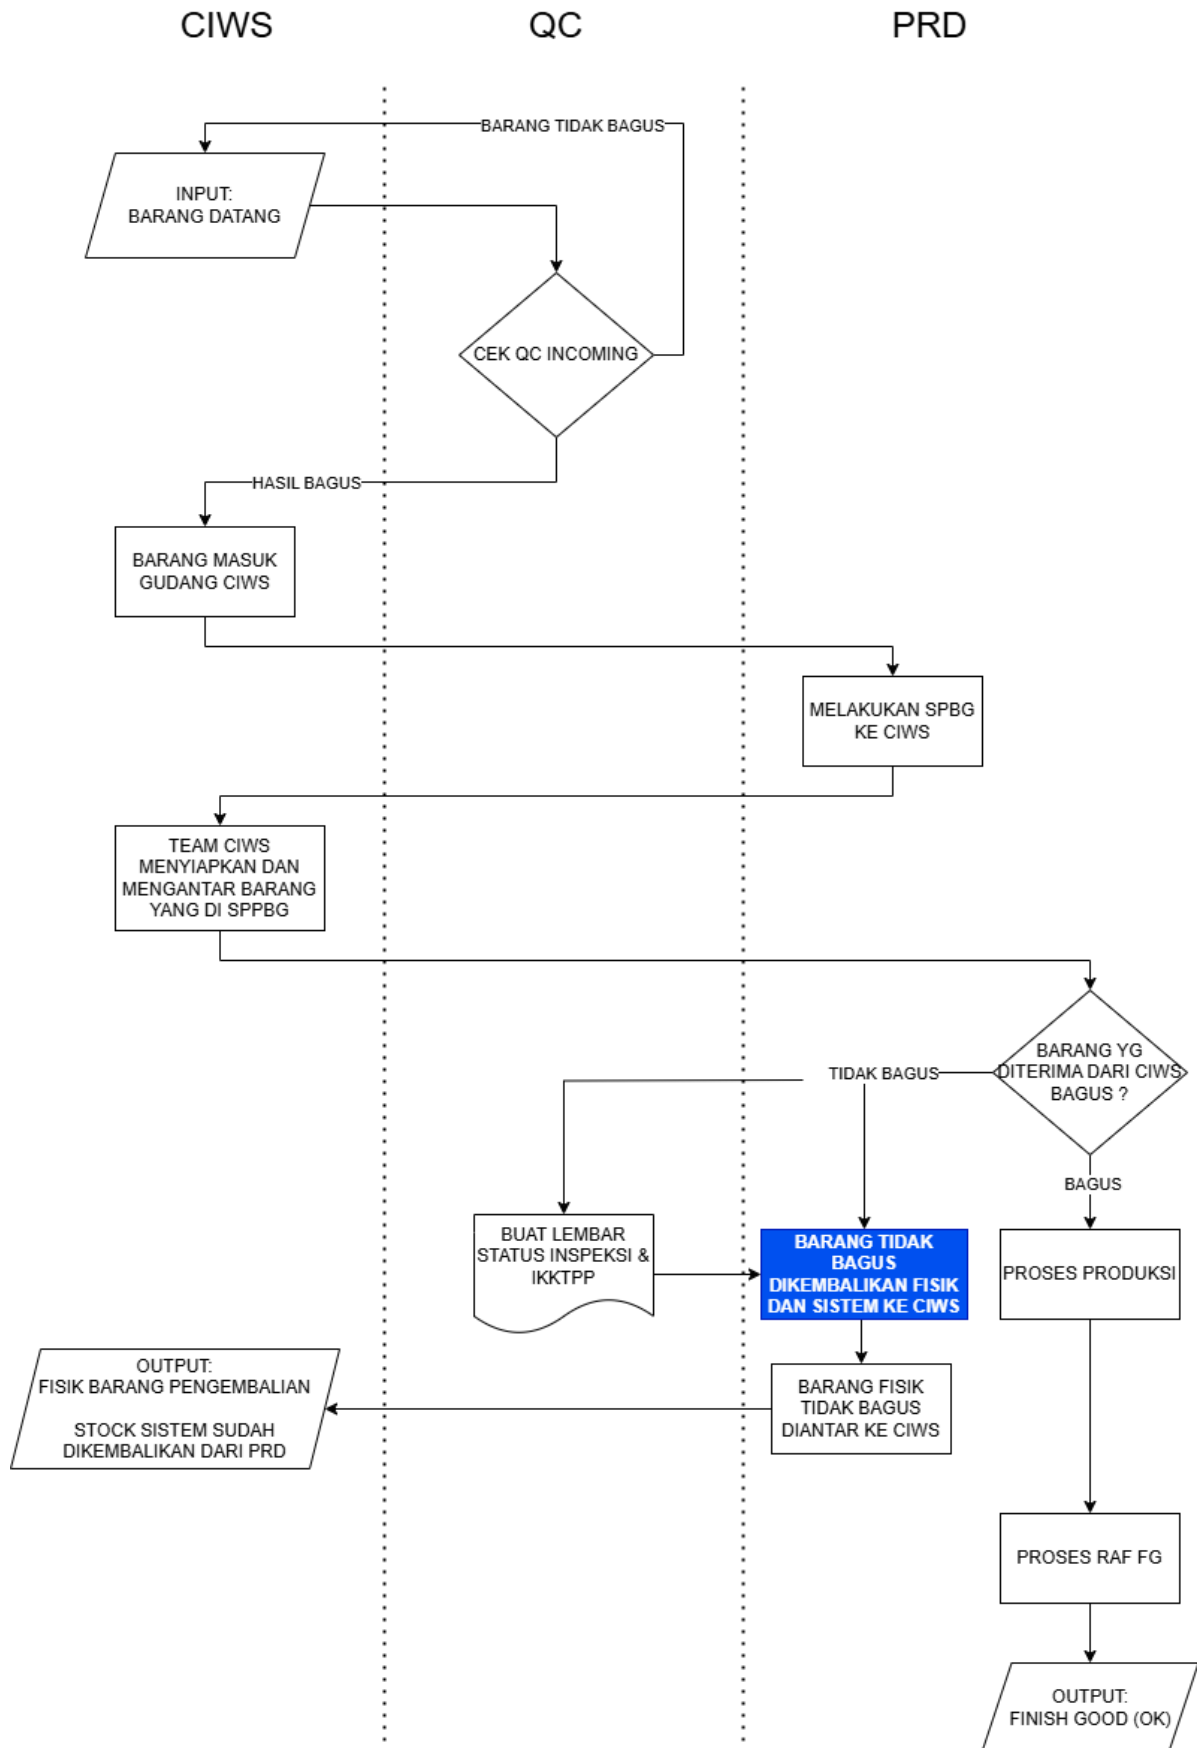 CIWS
QC
PRD
BARANG TIDAK BAGUS
INPUT:
BARANG DATANG
CEK QC INCOMING
HASIL BAGUS
BARANG MASUK
GUDANG CIWS
MELAKUKAN SPBG
KE CIWS
TEAM CIWS
MENYIAPKAN DAN
MENGANTAR BARANG
YANG DI SPPBG
BARANG YG
DITERIMA DARI CIWS
BAGUS ?
TIDAK BAGUS
BAGUS
BUAT LEMBAR
STATUS INSPEKSI &
IKKTPP
BARANG TIDAK
BAGUS
DIKEMBALIKAN FISIK
DAN SISTEM KE CIWS
PROSES PRODUKSI
OUTPUT:
FISIK BARANG PENGEMBALIAN
STOCK SISTEM SUDAH
DIKEMBALIKAN DARI PRD
BARANG FISIK
TIDAK BAGUS
DIANTAR KE CIWS
PROSES RAF FG
OUTPUT:
FINISH GOOD (OK)